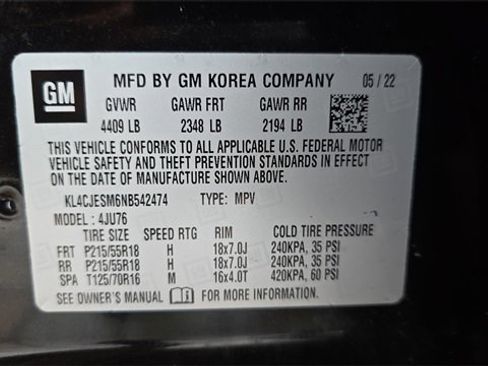 GM
MFD BY GM KOREA COMPANY 05 / 22
GVWR GAWR FRT GAWR RR
4409 LB 2348 LB 2194 LB
THIS VEHICLE CONFORMS TO ALL APPLICABLE U.S. FEDERAL MOTOR
VEHICLE SAFETY AND THEFT PREVENTION STANDARDS IN EFFECT ON
THE DATE OF MANUFACTURE SHOWN ABOVE.
KL4CJESM6NB542474 TYPE: MPV
MODEL : 4JU76
TIRE SIZE SPEED RTG RIM COLD TIRE PRESSURE
FRT P215/55R18 H 18x7.0J 240KPA, 35 PSI
RR P215/55R18 H 18x7.0J 240KPA, 35 PSI
SPA T125/70R16 M 16x4.0T 420KPA, 60 PSI
SEE OWNER'S MANUAL FOR MORE INFORMATION.